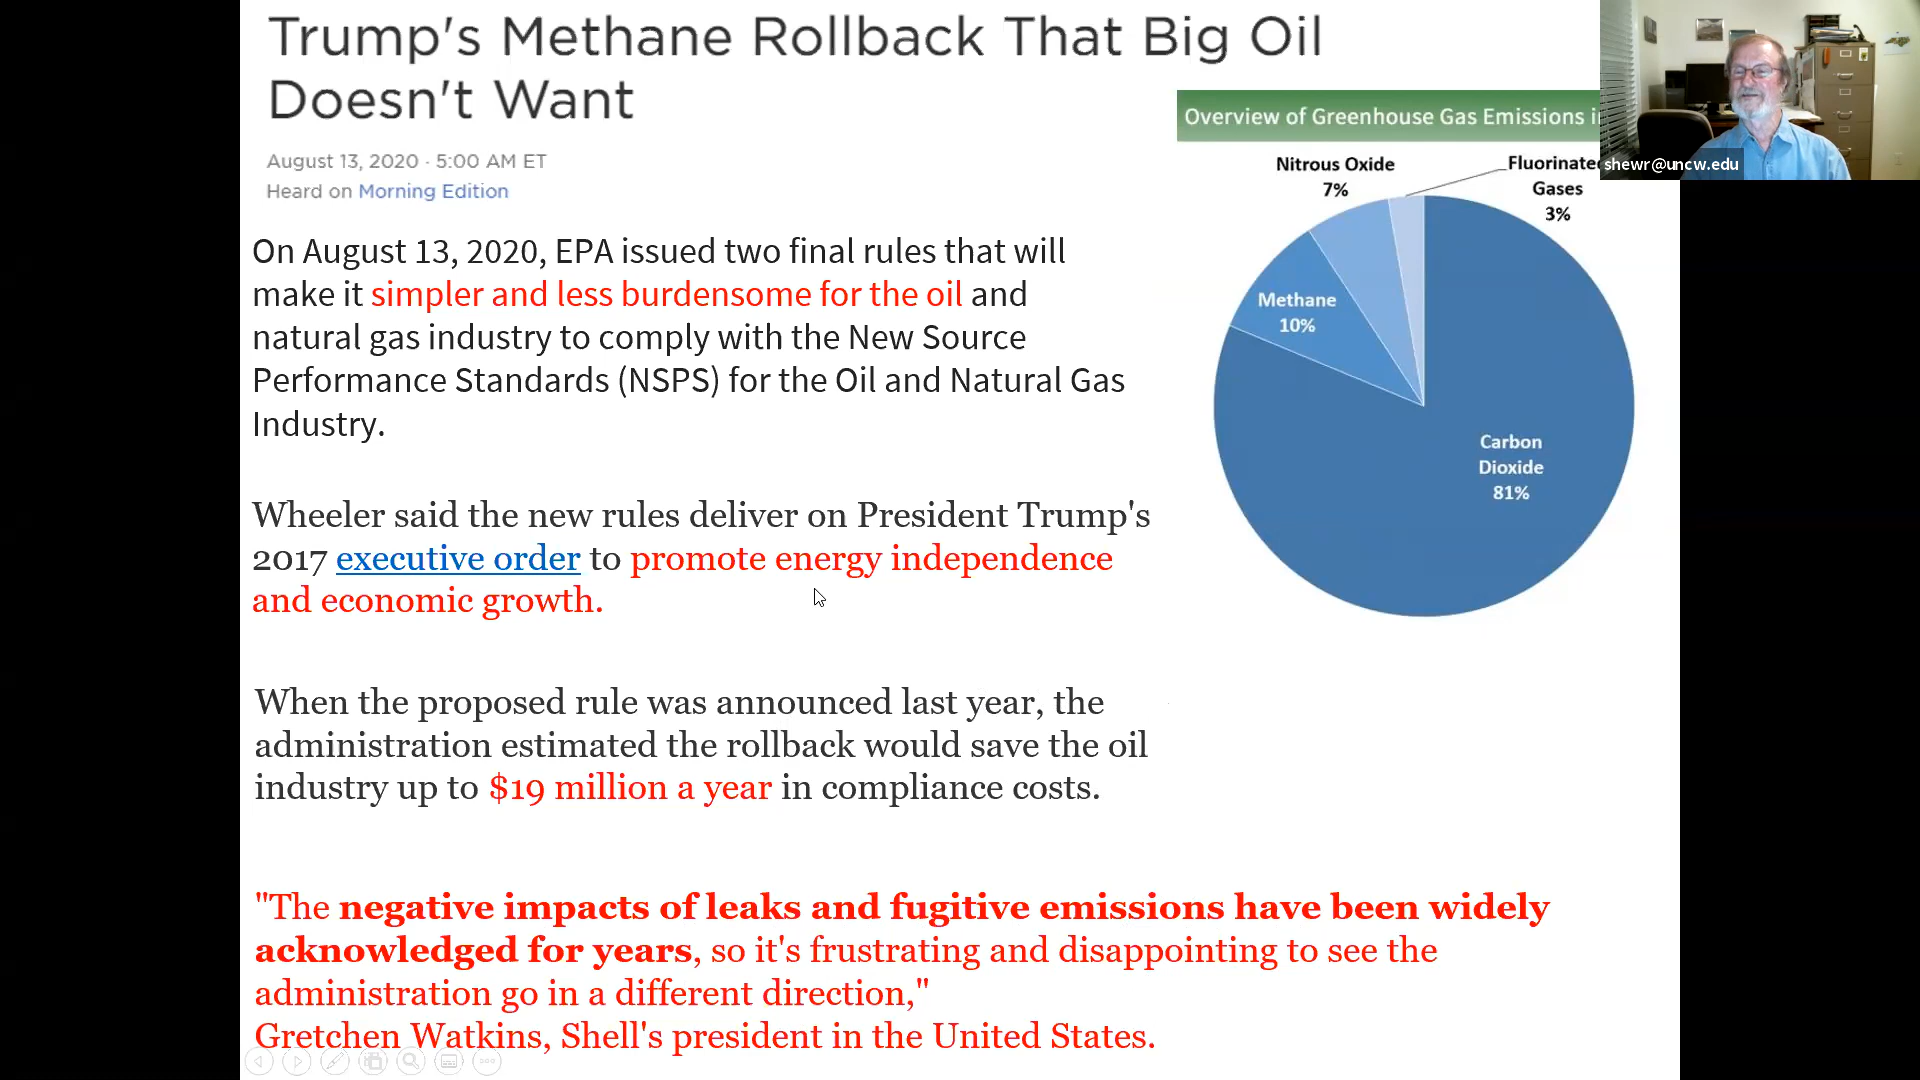 Trump's Methane Rollback That Big Oil
Doesn't Want
August 13, 2020 · 5:00 AM ET
Heard on Morning Edition
On August 13, 2020, EPA issued two final rules that will
make it simpler and less burdensome for the oil and
natural gas industry to comply with the New Source
Performance Standards (NSPS) for the Oil and Natural Gas
Industry.
Wheeler said the new rules deliver on President Trump's
2017 executive order to promote energy independence
and economic growth.
When the proposed rule was announced last year, the
administration estimated the rollback would save the oil
industry up to $19 million a year in compliance costs.
"The negative impacts of leaks and fugitive emissions have been widely
acknowledged for years, so it's frustrating and disappointing to see the
administration go in a different direction,"
Gretchen Watkins, Shell's president in the United States.
Overview of Greenhouse Gas Emissions
Nitrous Oxide
7%
Fluorinate
Gases
3%
Methane
10%
Carbon
Dioxide
81%
shewr@uncw.edu